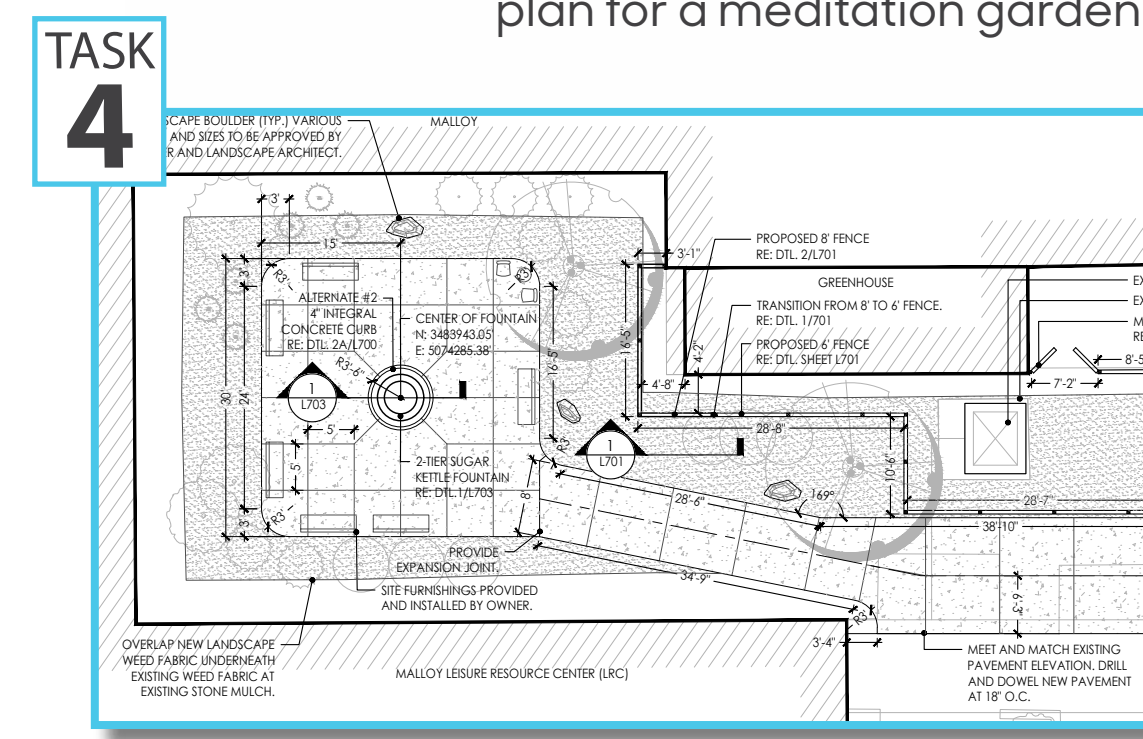 plan for a meditation garden
TASK
4
SCAPE BOULDER (TYP.) VARIOUS
AND SIZES TO BE APPROVED BY
R AND LANDSCAPE ARCHITECT.
MALLOY
3'
15'
3'
R3'
R3'
30'
24'
ALTERNATE #2
4" INTEGRAL
CONCRETE CURB
RE: DTL. 2A/L700
CENTER OF FOUNTAIN
N: 3483943.05'
E: 5074285.38'
R3'-6"
1
L703
5'
5'
16'-5"
16'-5"
3'-1"
4'-2"
4'-8"
PROPOSED 8' FENCE
RE: DTL. 2/L701
GREENHOUSE
TRANSITION FROM 8' TO 6' FENCE.
RE: DTL. 1/701
PROPOSED 6' FENCE
RE: DTL. SHEET L701
EX
EX
M
RE
8'-5
7'-2"
28'-8"
1
L701
10'-6"
2-TIER SUGAR
KETTLE FOUNTAIN
RE: DTL.1/L703
R3'
8'
28'-6"
169°
28'-7"
38'-10"
3'
R3'
PROVIDE
EXPANSION JOINT.
34'-9"
SITE FURNISHINGS PROVIDED
AND INSTALLED BY OWNER.
R3'
3'-4"
OVERLAP NEW LANDSCAPE
WEED FABRIC UNDERNEATH
EXISTING WEED FABRIC AT
EXISTING STONE MULCH.
MALLOY LEISURE RESOURCE CENTER (LRC)
MEET AND MATCH EXISTING
PAVEMENT ELEVATION. DRILL
AND DOWEL NEW PAVEMENT
AT 18" O.C.